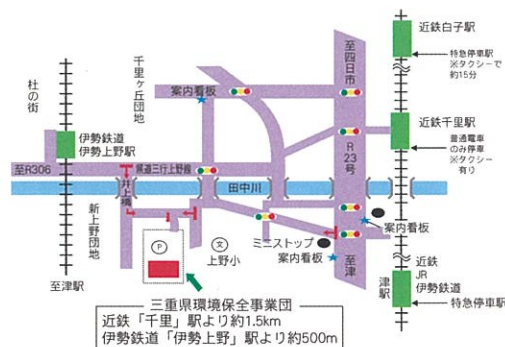 近鉄白子駅
特急停車駅
※タクシーで
約15分
至四日市
千里ヶ丘団地
案内看板
杜の街
伊勢鉄道
伊勢上野駅
近鉄千里駅
普通電車
のみ停車
※タクシー
有り
R23号
至R306
県道三行上野線
井上橋
田中川
新上野団地
P
文
上野小
ミニストップ
案内看板
案内看板
至津
至津駅
津駅
近鉄
JR
伊勢鉄道
特急停車駅
三重県環境保全事業団
近鉄「千里」駅より約1.5km
伊勢鉄道「伊勢上野」駅より約500m